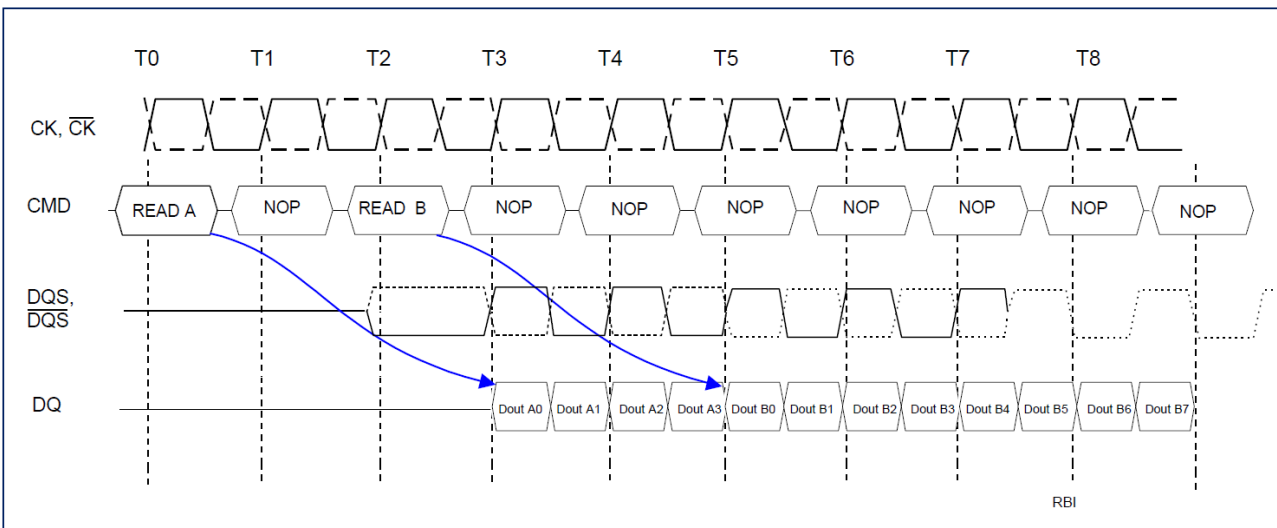 T0 T1 T2 T3 T4 T5 T6 T7 T8
CK, CK
CMD READ A NOP READ B NOP NOP NOP NOP NOP NOP NOP
DQS,
DQS
DQ Dout A0 Dout A1 Dout A2 Dout A3 Dout B0 Dout B1 Dout B2 Dout B3 Dout B4 Dout B5 Dout B6 Dout B7
RBI